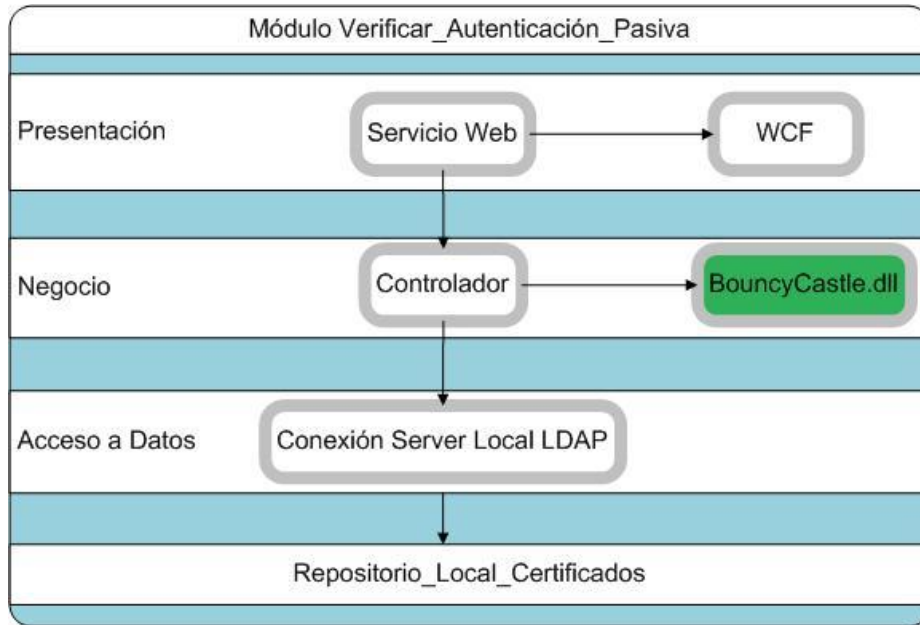 Módulo Verificar_Autenticación_Pasiva
Presentación
Servicio Web
WCF
Negocio
Controlador
BouncyCastle.dll
Acceso a Datos
Conexión Server Local LDAP
Repositorio_Local_Certificados